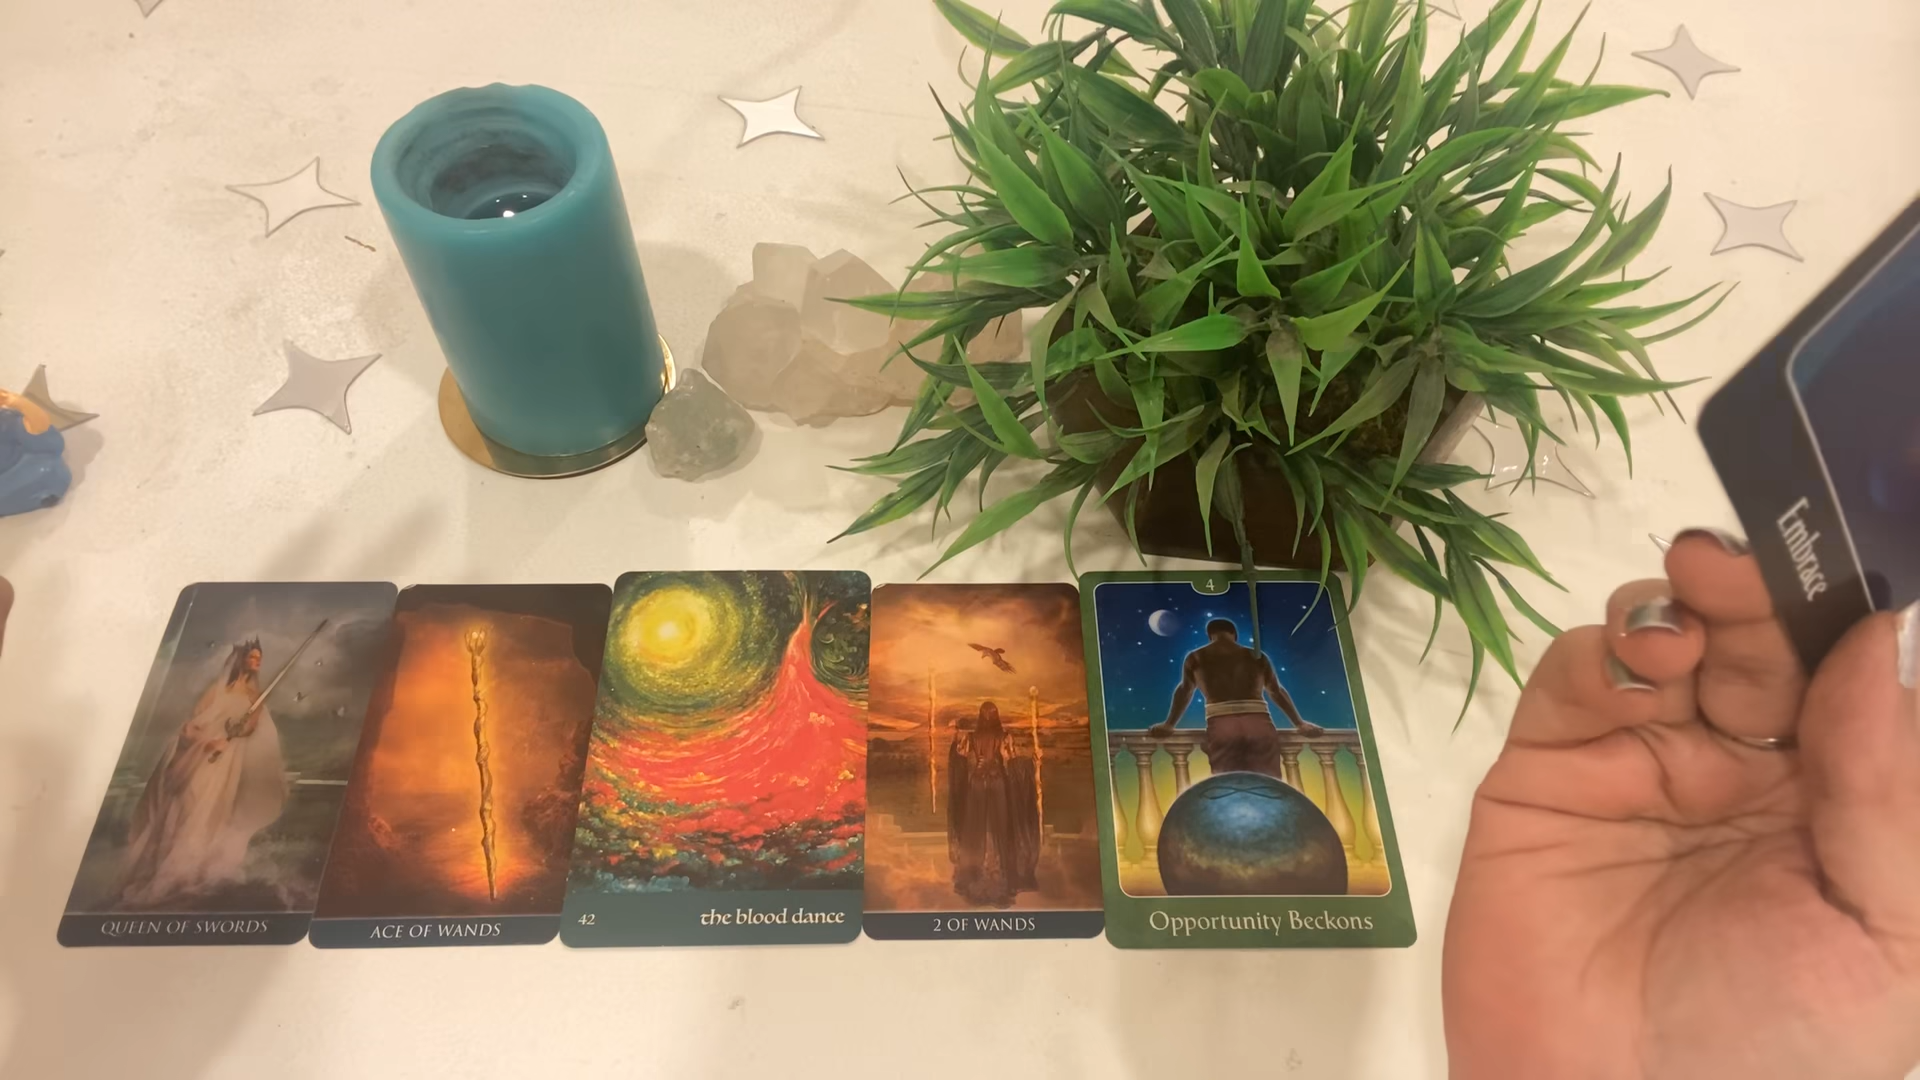 QUEEN OF SWORDS
ACE OF WANDS
42
the blood dance
2 OF WANDS
4
Opportunity Beckons
Embrace